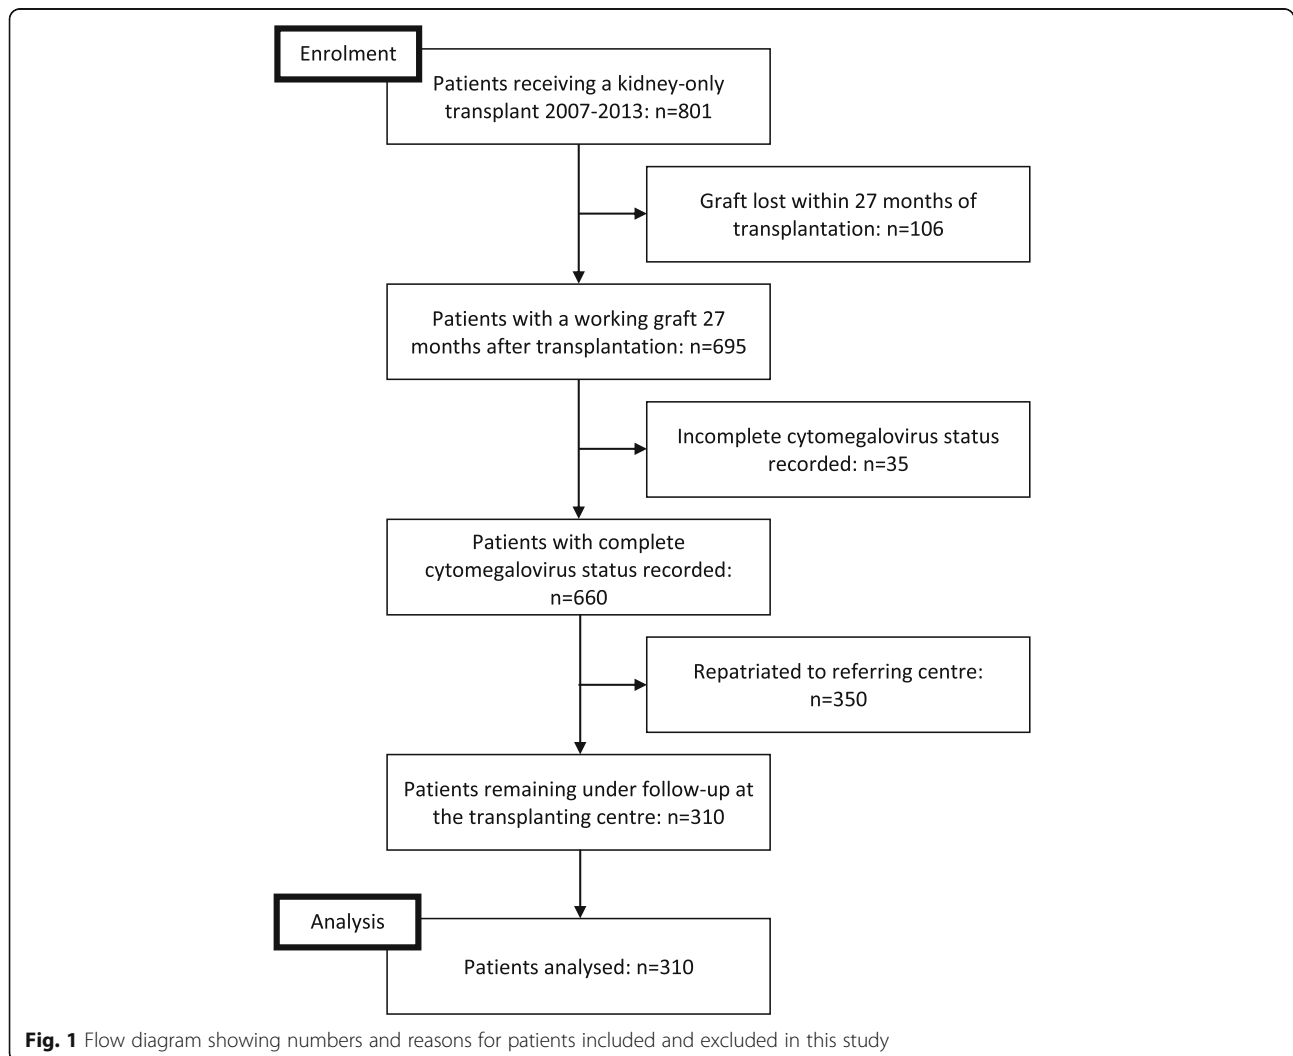 Enrolment
Patients receiving a kidney-only
transplant 2007-2013: n=801
Graft lost within 27 months of
transplantation: n=106
Patients with a working graft 27
months after transplantation: n=695
Incomplete cytomegalovirus status
recorded: n=35
Patients with complete
cytomegalovirus status recorded:
n=660
Repatriated to referring centre:
n=350
Patients remaining under follow-up at
the transplanting centre: n=310
Analysis
Patients analysed: n=310
Fig. 1 Flow diagram showing numbers and reasons for patients included and excluded in this study